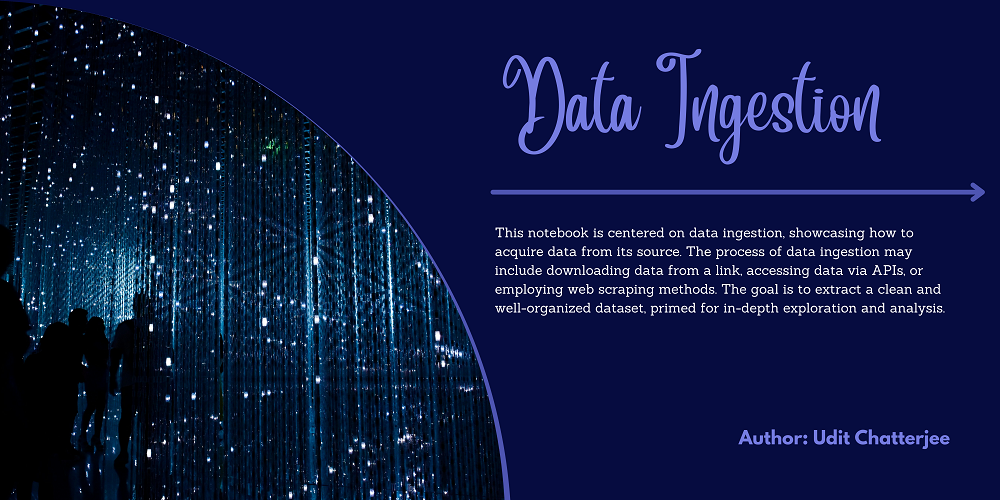 Data Ingestion
This notebook is centered on data ingestion, showcasing how to
acquire data from its source. The process of data ingestion may
include downloading data from a link, accessing data via APIs, or
employing web scraping methods. The goal is to extract a clean and
well-organized dataset, primed for in-depth exploration and analysis.
Author: Udit Chatterjee